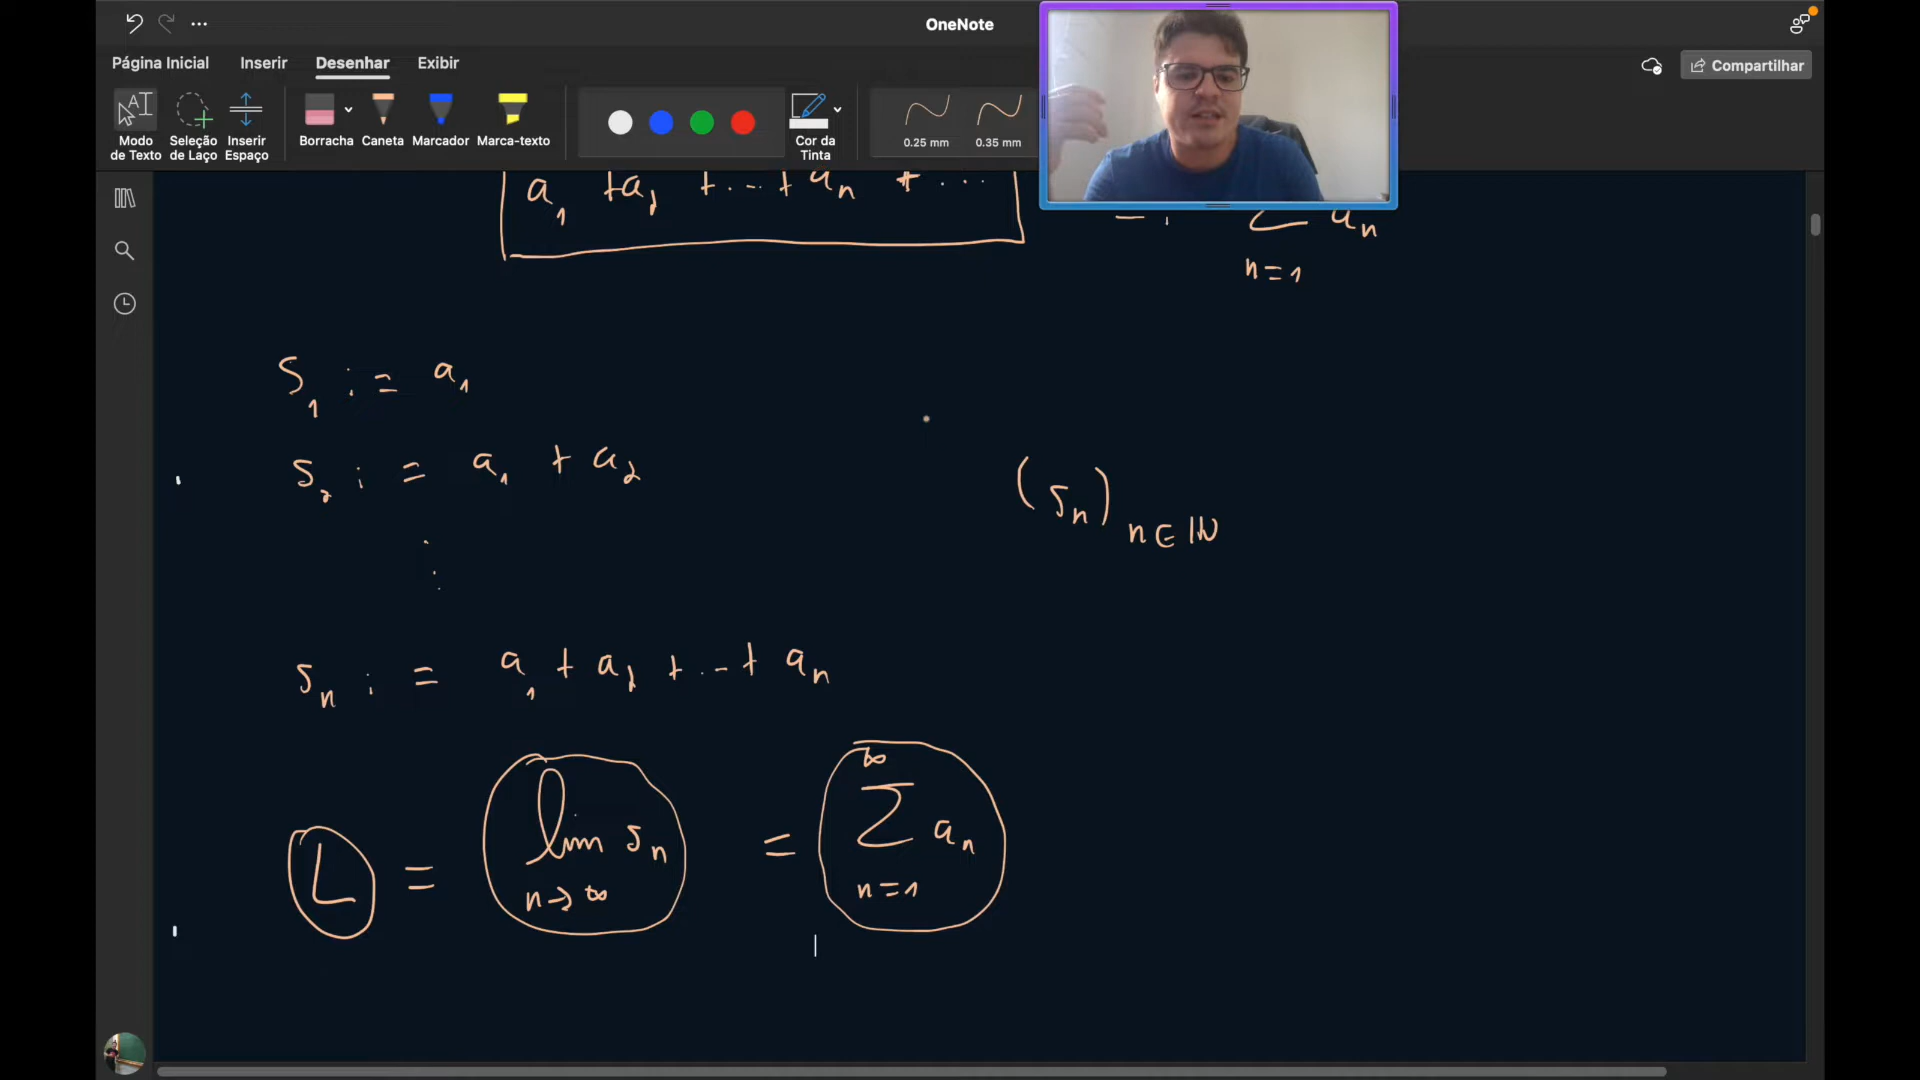 OneNote
Página Inicial Inserir Desenhar Exibir
Compartilhar
Modo de Texto
Seleção de Laço
Inserir Espaço
Borracha
Caneta
Marcador
Marca-texto
Cor da Tinta
0.25 mm
0.35 mm
a₁ + a₂ + ... + aₙ + ...
= : ∑ aₙ
n=1
S₁ := a₁
S₂ := a₁ + a₂
⋮
(Sₙ) n∈ℕ
Sₙ := a₁ + a₂ + ... + aₙ
L = lim Sₙ n→∞ = ∞ ∑ aₙ n=1